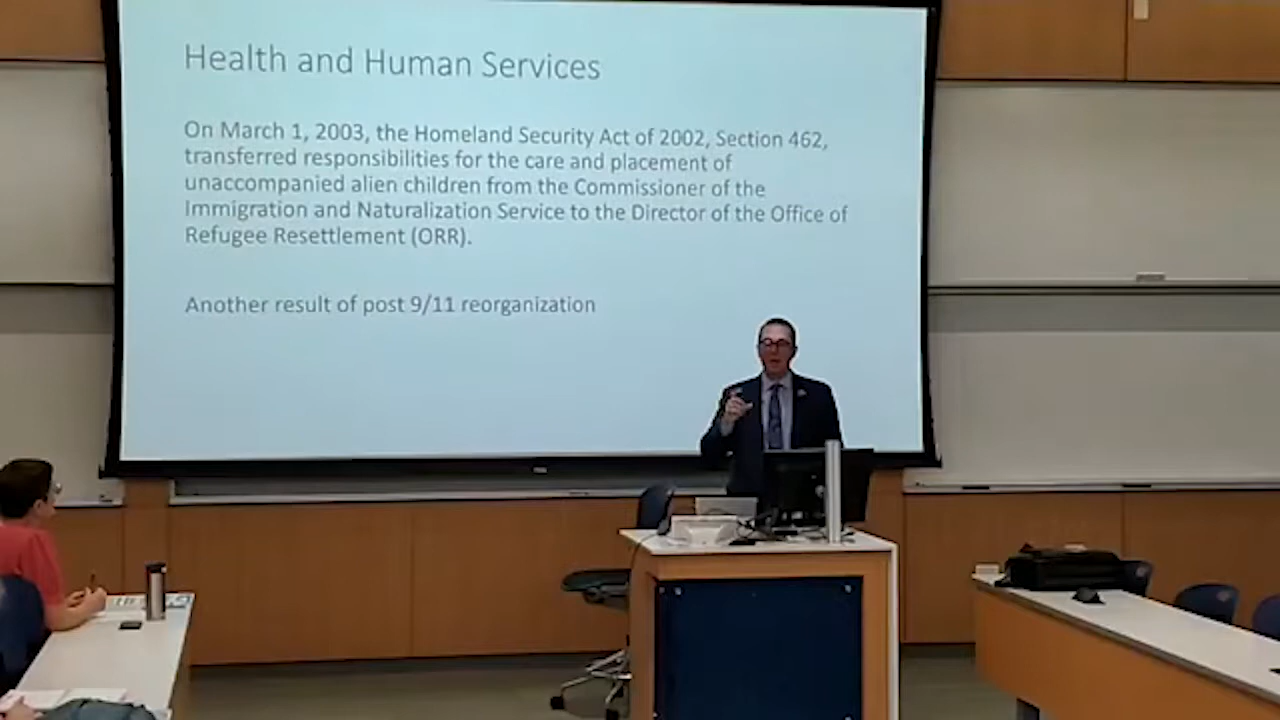 Health and Human Services
On March 1, 2003, the Homeland Security Act of 2002, Section 462,
transferred responsibilities for the care and placement of
unaccompanied alien children from the Commissioner of the
Immigration and Naturalization Service to the Director of the Office of
Refugee Resettlement (ORR).
Another result of post 9/11 reorganization